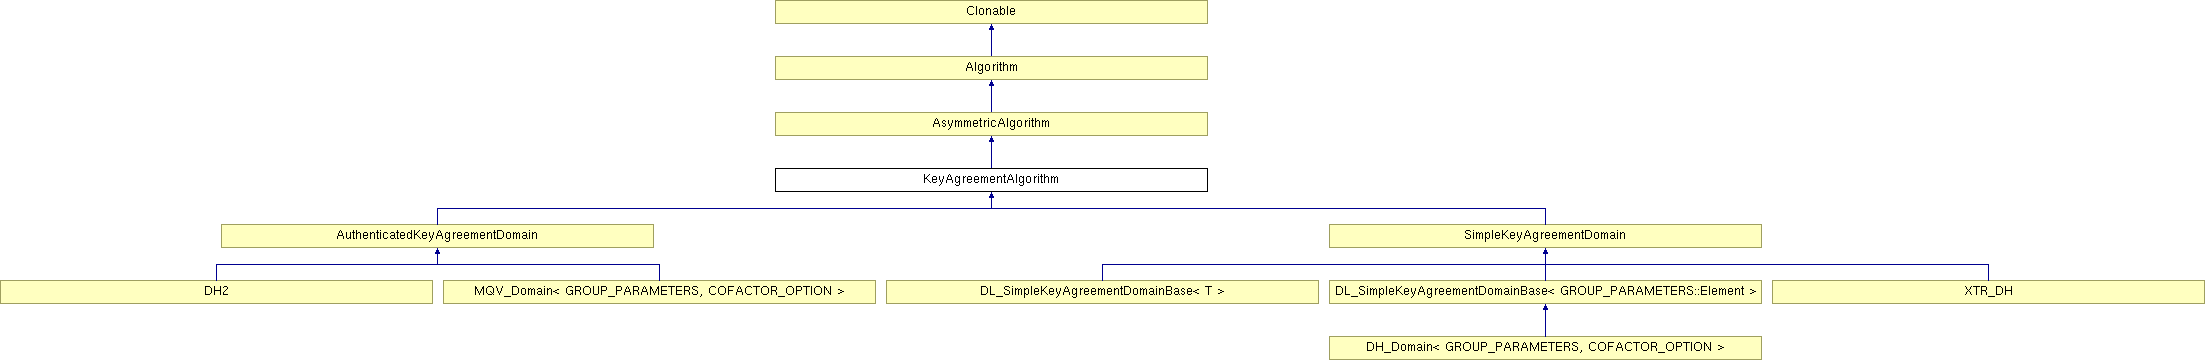 Clonable
Algorithm
AsymmetricAlgorithm
KeyAgreementAlgorithm
AuthenticatedKeyAgreementDomain
SimpleKeyAgreementDomain
DH2
MQV_Domain< GROUP_PARAMETERS, COFACTOR_OPTION >
DL_SimpleKeyAgreementDomainBase< T >
DL_SimpleKeyAgreementDomainBase< GROUP_PARAMETERS::Element >
XTR_DH
DH_Domain< GROUP_PARAMETERS, COFACTOR_OPTION >